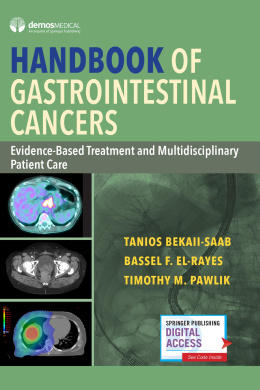 demosMEDICAL
An Imprint of Springer Publishing
HANDBOOK OF
GASTROINTESTINAL
CANCERS
Evidence-Based Treatment and Multidisciplinary
Patient Care
TANIOS BEKAII-SAAB
BASSEL F. EL-RAYES
TIMOTHY M. PAWLIK
SPRINGER PUBLISHING
DIGITAL
ACCESS
See Code Inside